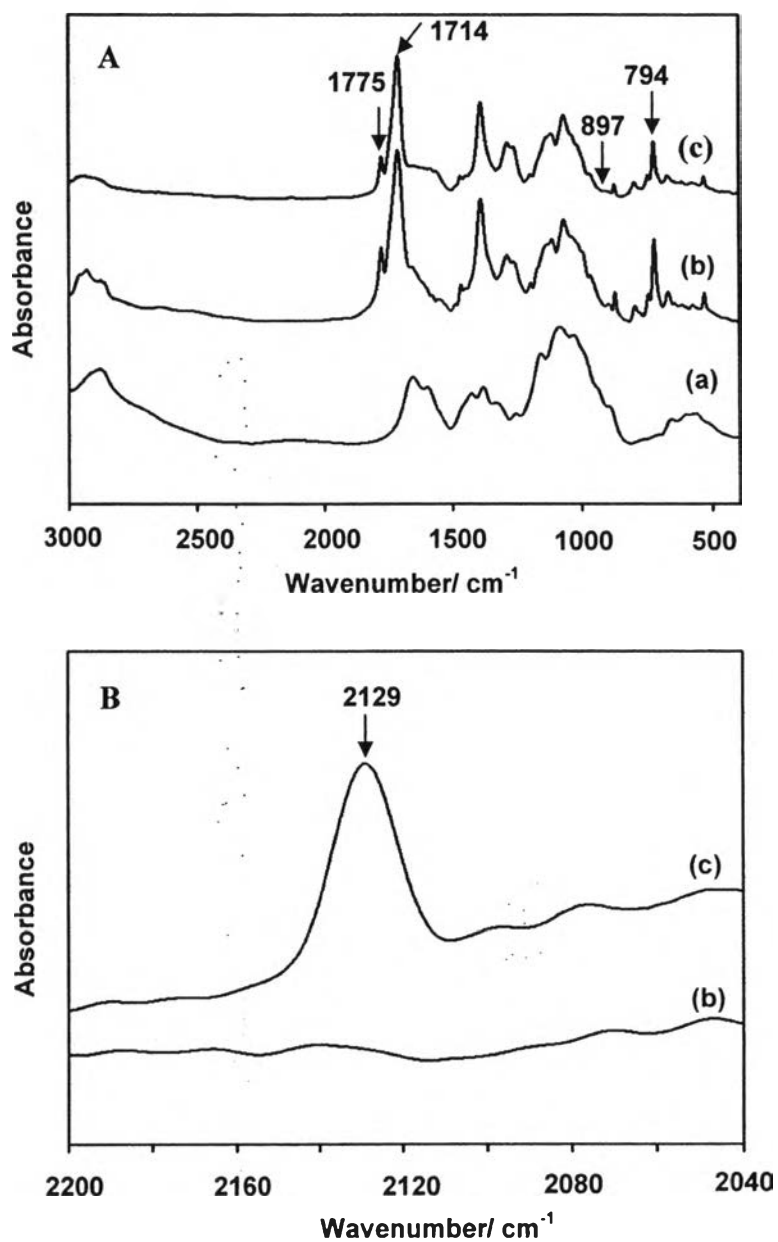 A
1714
1775
794
897
(c)
(b)
(a)
Absorbance
3000 2500 2000 1500 1000 500
Wavenumber/ cm⁻¹
B
2129
(c)
(b)
Absorbance
2200 2160 2120 2080 2040
Wavenumber/ cm⁻¹